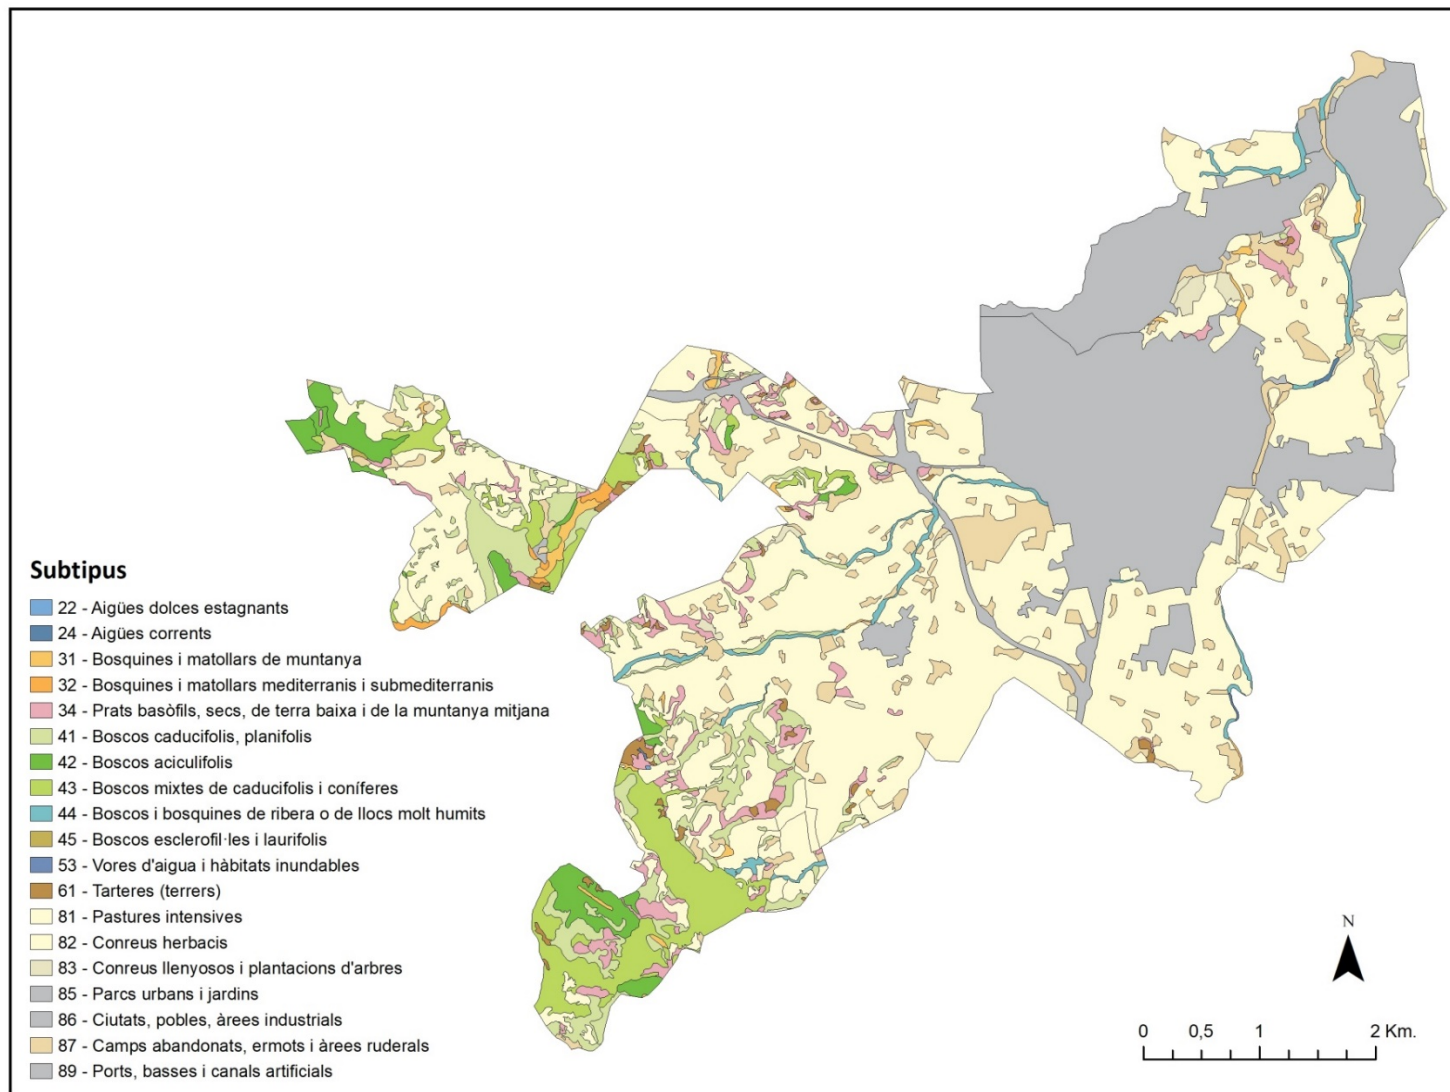 Subtipus
22 - Aigües dolces estagnants
24 - Aigües corrents
31 - Bosquines i matollars de muntanya
32 - Bosquines i matollars mediterranis i submediterranis
34 - Prats basòfils, secs, de terra baixa i de la muntanya mitjana
41 - Boscos caducifolis, planifolis
42 - Boscos aciculifolis
43 - Boscos mixtes de caducifolis i coníferes
44 - Boscos i bosquines de ribera o de llocs molt humits
45 - Boscos esclerofil·les i laurifolis
53 - Vores d'aigua i hàbitats inundables
61 - Tarteres (terrers)
81 - Pastures intensives
82 - Conreus herbacis
83 - Conreus llenyosos i plantacions d'arbres
85 - Parcs urbans i jardins
86 - Ciutats, pobles, àrees industrials
87 - Camps abandonats, ermots i àrees ruderals
89 - Ports, basses i canals artificials
N
0 0,5 1 2 Km.